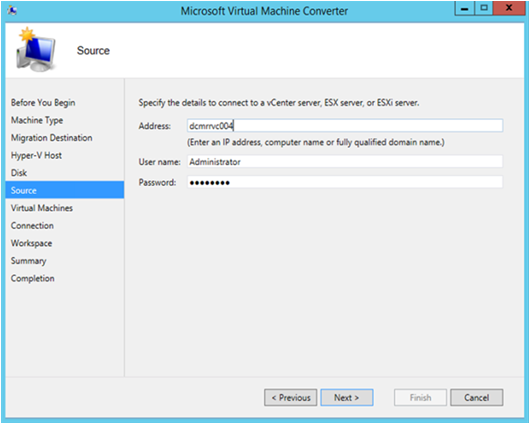 Microsoft Virtual Machine Converter
Source
Before You Begin
Machine Type
Migration Destination
Hyper-V Host
Disk
Source
Virtual Machines
Connection
Workspace
Summary
Completion
Specify the details to connect to a vCenter server, ESX server, or ESXi server.
Address: dcmrrvc004
(Enter an IP address, computer name or fully qualified domain name.)
User name: Administrator
Password: ●●●●●●●●
< Previous Next > Finish Cancel